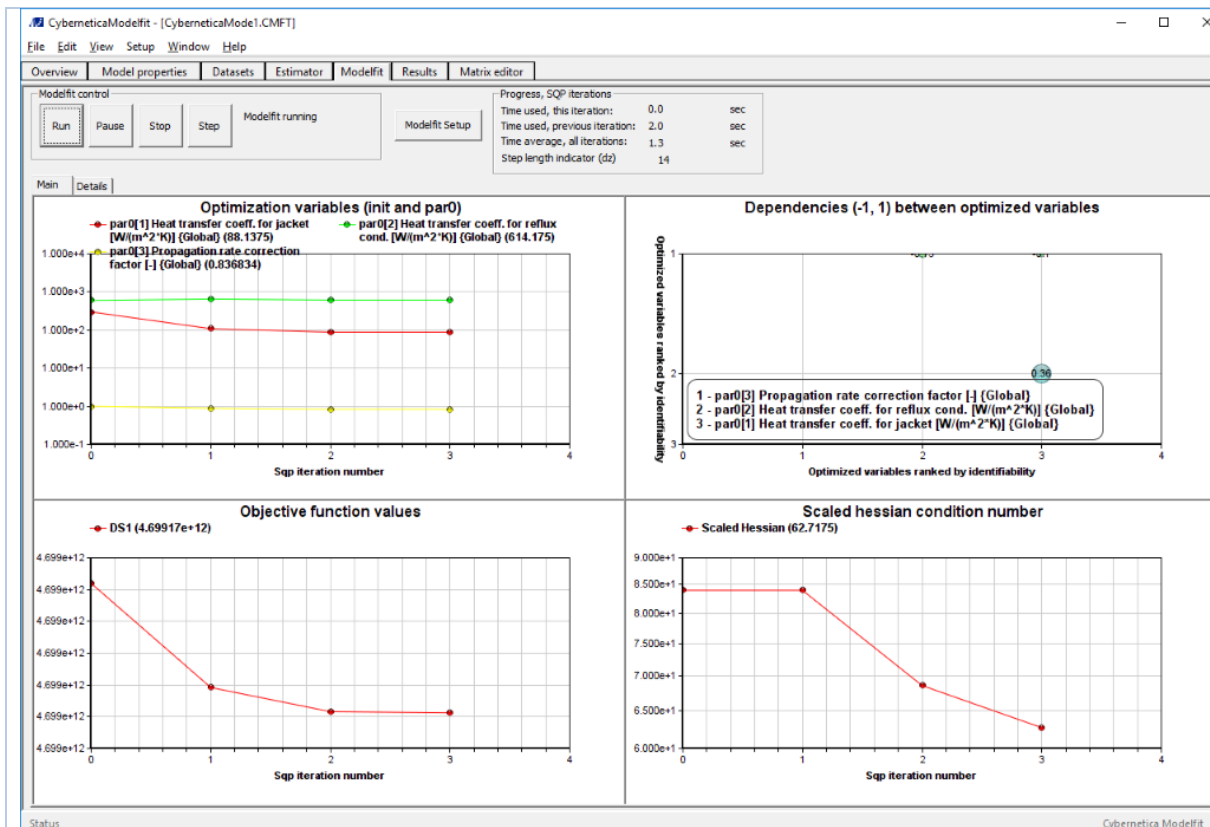 CyberneticaModelfit - [CyberneticaMode1.CMFT]
File Edit View Setup Window Help
Overview Model properties Datasets Estimator Modelfit Results Matrix editor
Modelfit control
Run Pause Stop Step Modelfit running
Modelfit Setup
Progress, SQP iterations
Time used, this iteration: 0.0 sec
Time used, previous iteration: 2.0 sec
Time average, all iterations: 1.3 sec
Step length indicator (dz) 14
Main Details
Optimization variables (init and par0)
par0[1] Heat transfer coeff. for jacket
[W/(m^2*K)] {Global} (88.1375)
par0[2] Heat transfer coeff. for reflux
cond. [W/(m^2*K)] {Global} (614.175)
par0[3] Propagation rate correction
factor [-] {Global} (0.836834)
1.000e+4
1.000e+3
1.000e+2
1.000e+1
1.000e+0
1.000e-1
0 1 2 3 4
Sqp iteration number
Dependencies (-1, 1) between optimized variables
Optimized variables ranked by identifiability
1
2
3
0.36
1 - par0[3] Propagation rate correction factor [-] {Global}
2 - par0[2] Heat transfer coeff. for reflux cond. [W/(m^2*K)] {Global}
3 - par0[1] Heat transfer coeff. for jacket [W/(m^2*K)] {Global}
0 1 2 3 4
Optimized variables ranked by identifiability
Objective function values
DS1 (4.69917e+12)
4.699e+12
4.699e+12
4.699e+12
4.699e+12
4.699e+12
4.699e+12
4.699e+12
0 1 2 3 4
Sqp iteration number
Scaled hessian condition number
Scaled Hessian (62.7175)
9.000e+1
8.500e+1
8.000e+1
7.500e+1
7.000e+1
6.500e+1
6.000e+1
0 1 2 3 4
Sqp iteration number
Status
Cybernetica Modelfit